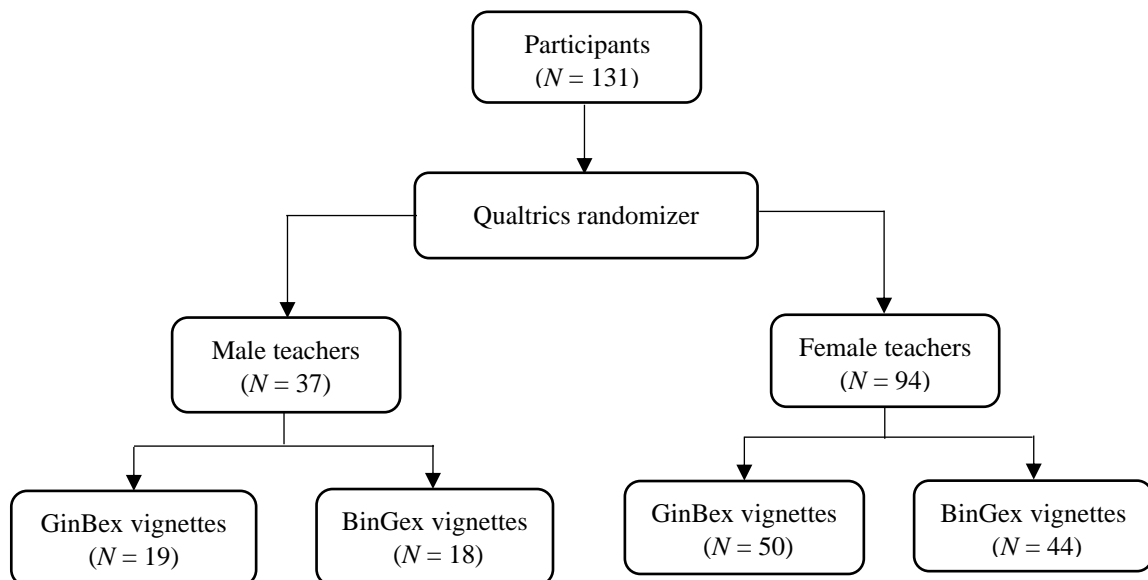 Participants
(N = 131)
Qualtrics randomizer
Male teachers
(N = 37)
Female teachers
(N = 94)
GinBex vignettes
(N = 19)
BinGex vignettes
(N = 18)
GinBex vignettes
(N = 50)
BinGex vignettes
(N = 44)